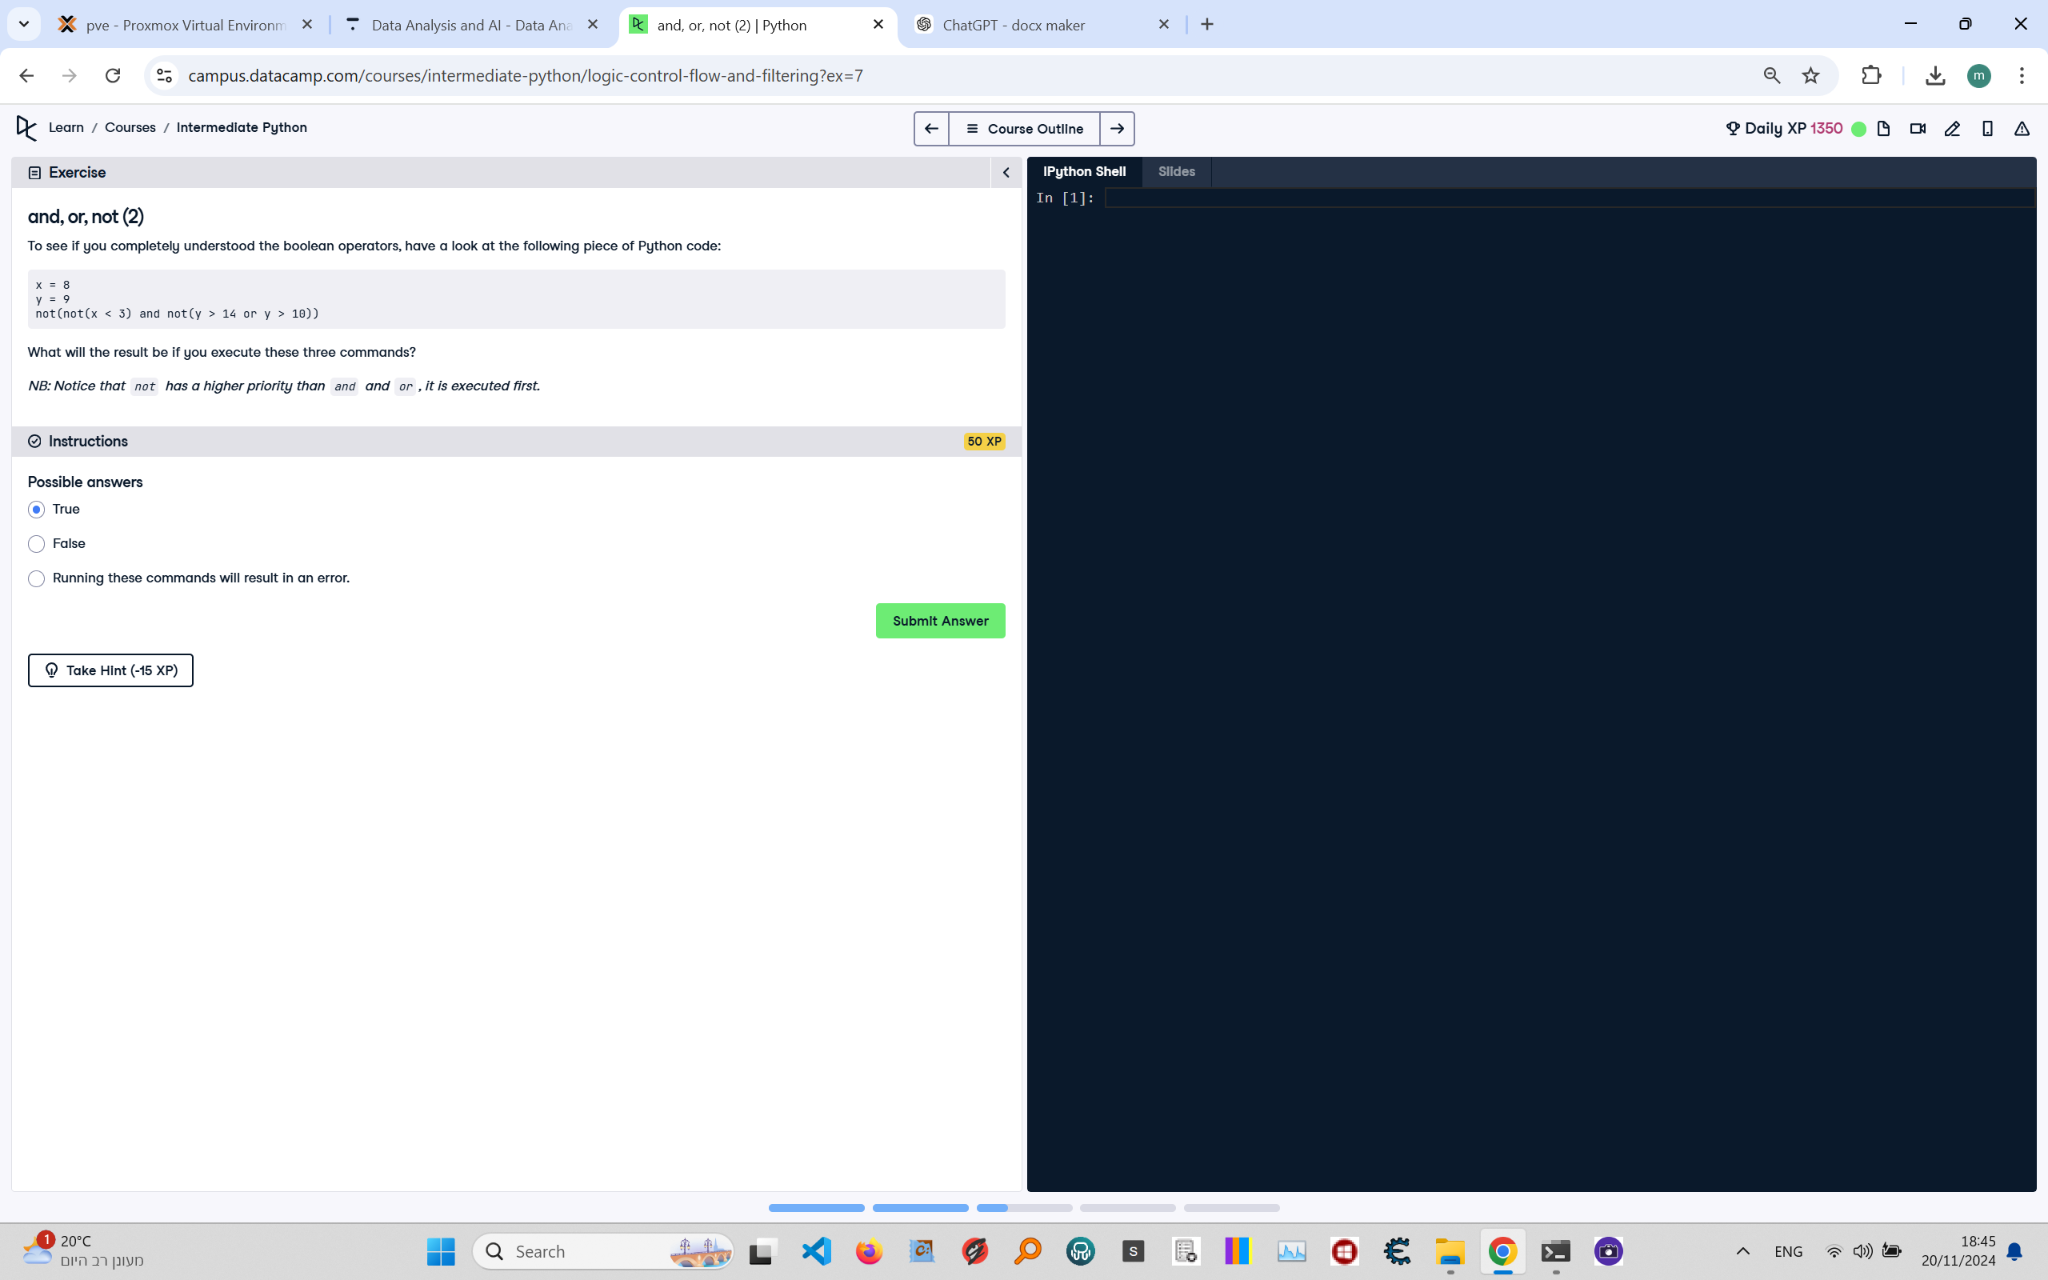 pve - Proxmox Virtual Environm
Data Analysis and AI - Data Ana
and, or, not (2) | Python
ChatGPT - docx maker
campus.datacamp.com/courses/intermediate-python/logic-control-flow-and-filtering?ex=7
m
Learn / Courses / Intermediate Python
Course Outline
Daily XP 1350
Exercise
IPython Shell
Slides
In [1]:
and, or, not (2)
To see if you completely understood the boolean operators, have a look at the following piece of Python code:
x = 8
y = 9
not(not(x < 3) and not(y > 14 or y > 10))
What will the result be if you execute these three commands?
NB: Notice that not has a higher priority than and and or , it is executed first.
Instructions
50 XP
Possible answers
True
False
Running these commands will result in an error.
Submit Answer
Take Hint (-15 XP)
1
20°C
מעונן רב היום
Search
S
ENG
18:45
20/11/2024